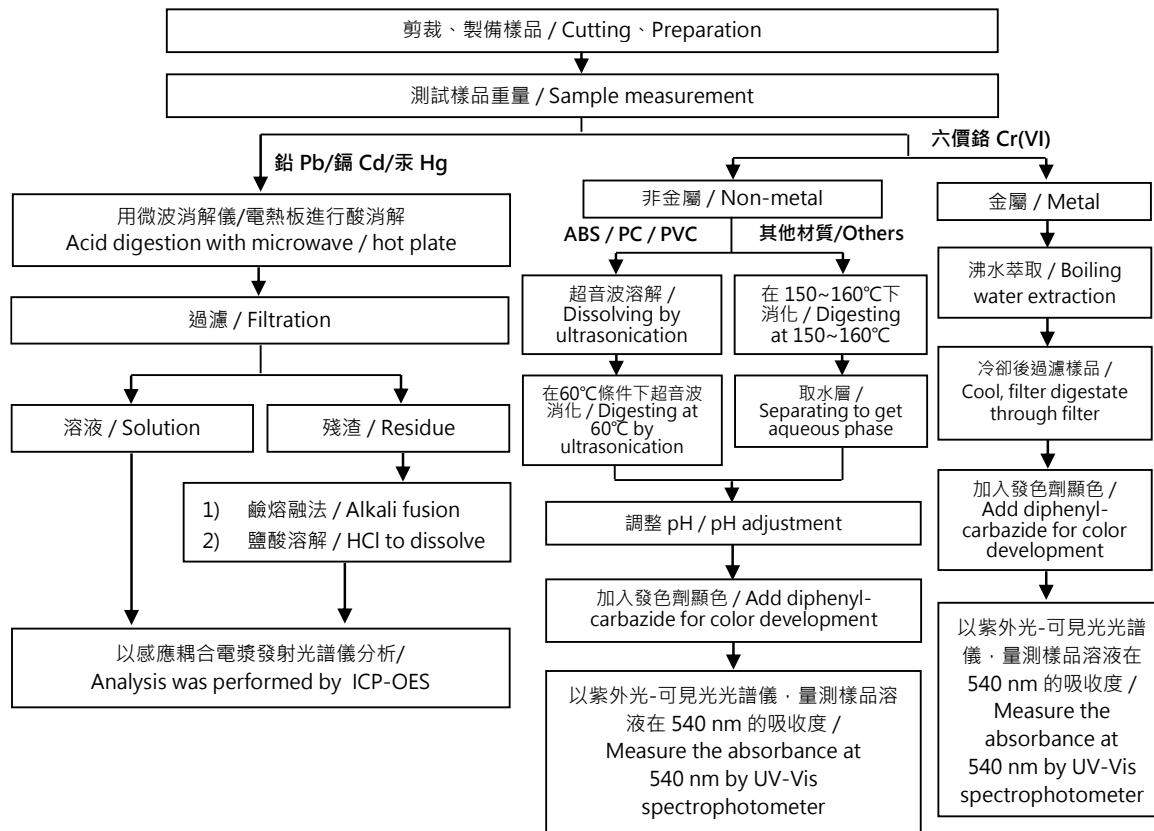 剪裁、製備樣品 / Cutting、Preparation
測試樣品重量 / Sample measurement
鉛 Pb/鎘 Cd/汞 Hg
六價鉻 Cr(VI)
用微波消解儀/電熱板進行酸消解
Acid digestion with microwave / hot plate
過濾 / Filtration
溶液 / Solution
殘渣 / Residue
1) 鹼熔融法 / Alkali fusion
2) 鹽酸溶解 / HCl to dissolve
以感應耦合電漿發射光譜儀分析/
Analysis was performed by ICP-OES
非金屬 / Non-metal
ABS / PC / PVC
其他材質/Others
超音波溶解 /
Dissolving by
ultrasonication
在 150~160℃下
消化 / Digesting
at 150~160℃
在60℃條件下超音波
消化 / Digesting at
60℃ by
ultrasonication
取水層 /
Separating to get
aqueous phase
調整 pH / pH adjustment
加入發色劑顯色 / Add diphenyl-
carbazide for color development
以紫外光-可見光光譜儀，量測樣品溶
液在 540 nm 的吸收度 /
Measure the absorbance at
540 nm by UV-Vis
spectrophotometer
金屬 / Metal
沸水萃取 / Boiling
water extraction
冷卻後過濾樣品 /
Cool, filter digestate
through filter
加入發色劑顯色 /
Add diphenyl-
carbazide for color
development
以紫外光-可見光光譜
儀，量測樣品溶液在
540 nm 的吸收度 /
Measure the
absorbance at
540 nm by UV-Vis
spectrophotometer